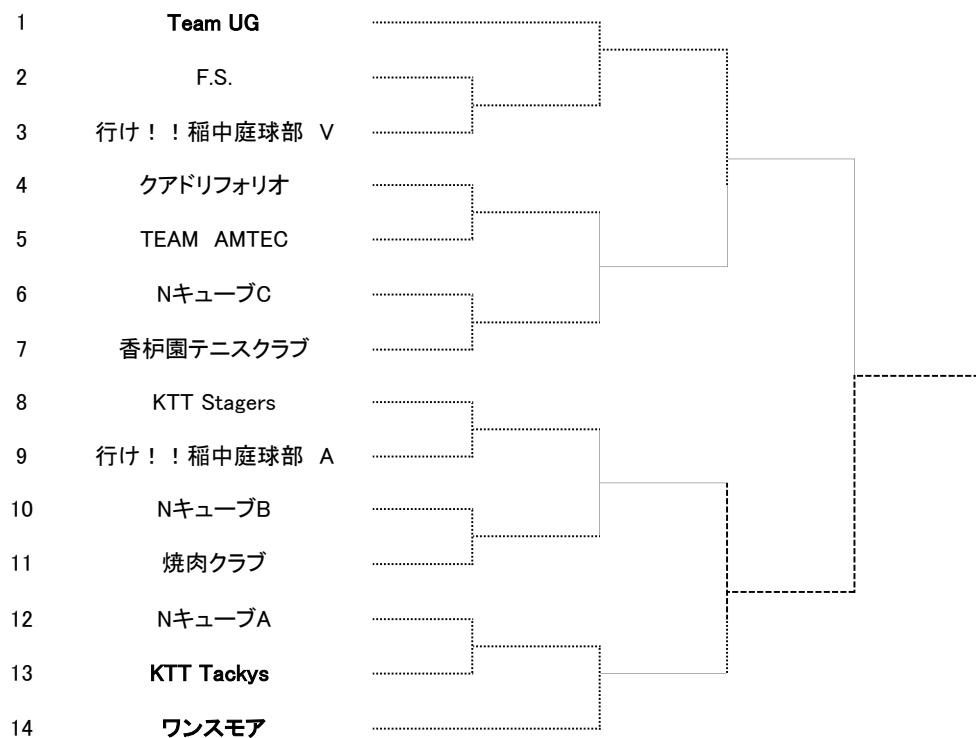 1 Team UG
2 F.S.
3 行け！！稲中庭球部　V
4 クアドリフォリオ
5 TEAM　AMTEC
6 NキューブC
7 香枦園テニスクラブ
8 KTT Stagers
9 行け！！稲中庭球部　A
10 NキューブB
11 焼肉クラブ
12 NキューブA
13 KTT Tackys
14 ワンスモア